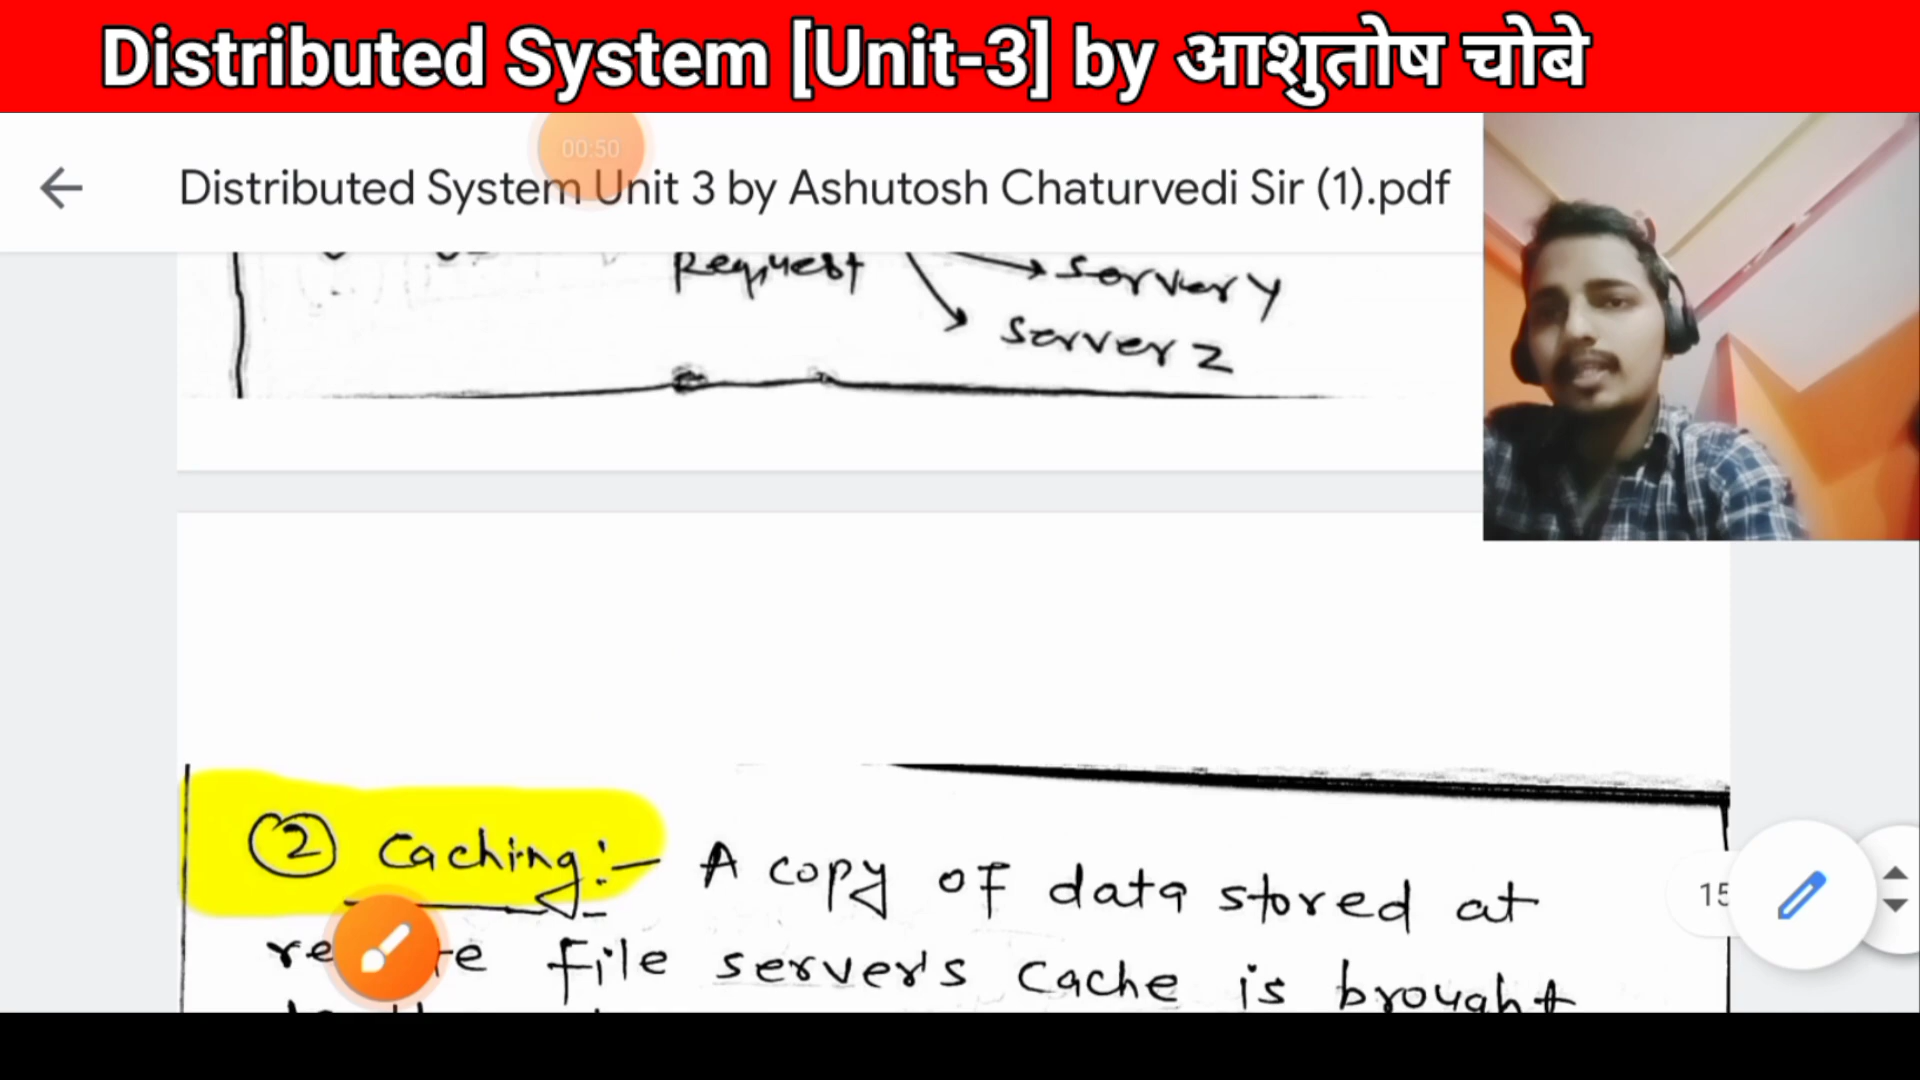 Distributed System [Unit-3] by आशुतोष चोबे
00:50
Distributed System Unit 3 by Ashutosh Chaturvedi Sir (1).pdf
Request
server y
server z
② Caching:- A copy of data stored at
file server's cache is brought
15